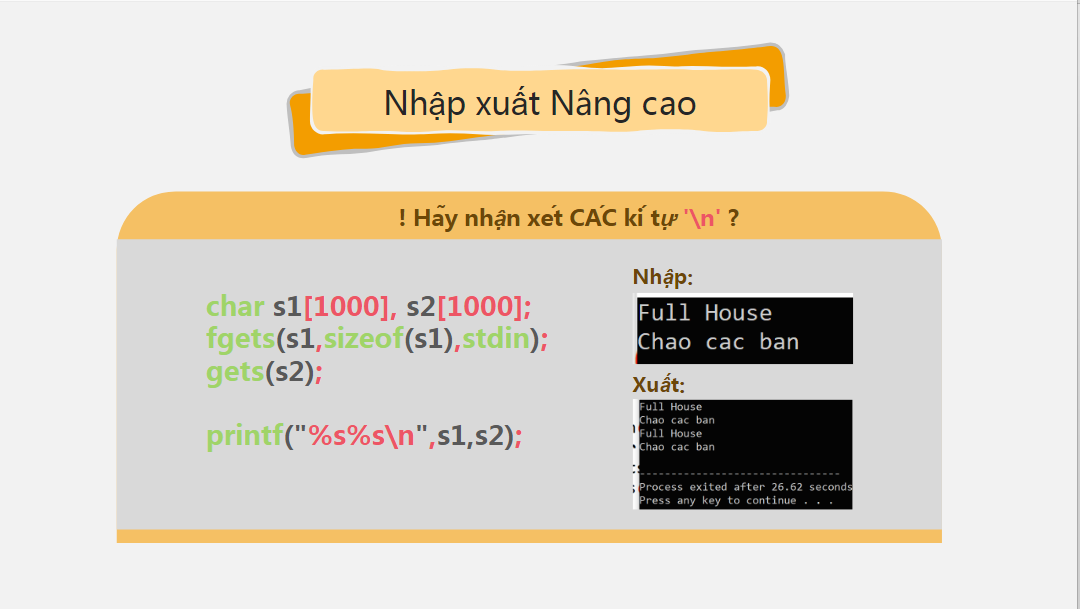 Nhập xuất Nâng cao
! Hãy nhận xét CÁC kí tự '\n' ?
char s1[1000], s2[1000];
fgets(s1,sizeof(s1),stdin);
gets(s2);
printf("%s%s\n",s1,s2);
Nhập:
Full House
Chao cac ban
Xuất:
Full House
Chao cac ban
Full House
Chao cac ban
-------------------------------
Process exited after 26.62 seconds
Press any key to continue . . .